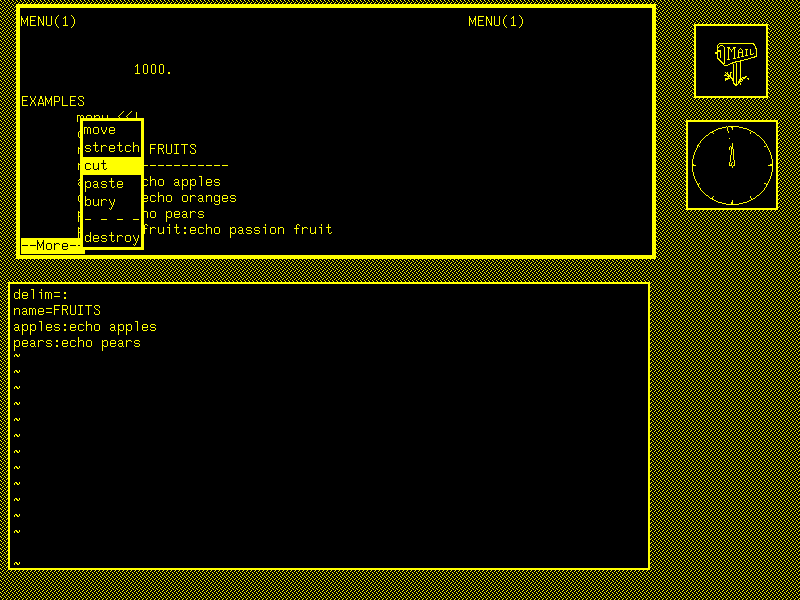 MENU(1) MENU(1)
1000.
EXAMPLES
menu <<!
FRUITS
-----------
cho apples
echo oranges
ho pears
fruit:echo passion fruit
--More--
move
stretch
cut
paste
bury
- - - -
destroy
MAIL
delim=:
name=FRUITS
apples:echo apples
pears:echo pears
~
~
~
~
~
~
~
~
~
~
~
~
~